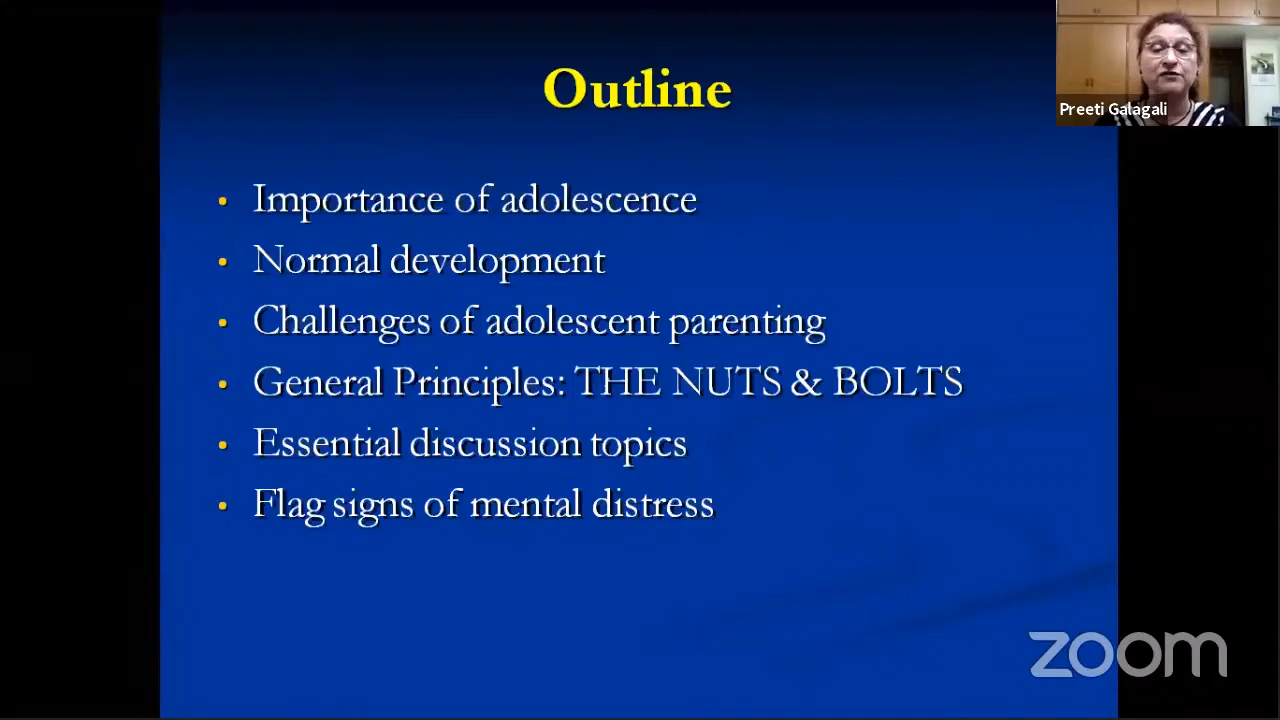 Outline
Preeti Galagali
• Importance of adolescence
• Normal development
• Challenges of adolescent parenting
• General Principles: THE NUTS & BOLTS
• Essential discussion topics
• Flag signs of mental distress
zoom